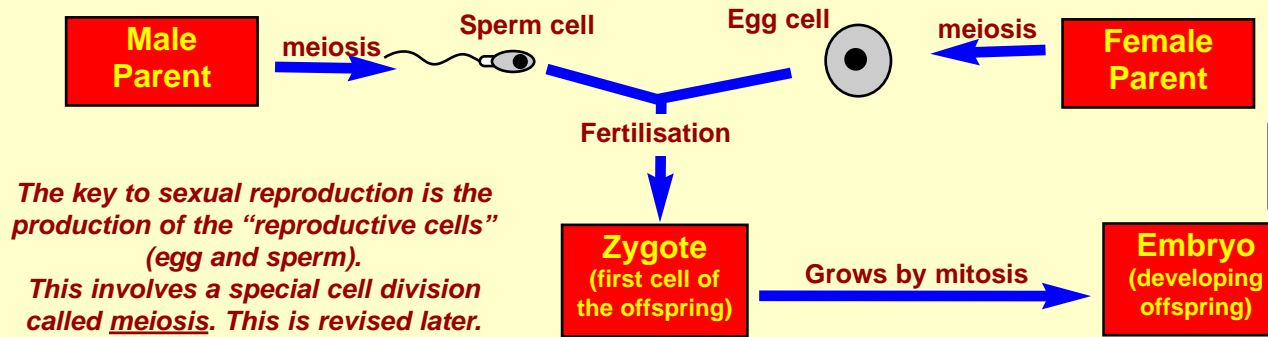 Male
Parent
meiosis
Sperm cell
Egg cell
meiosis
Female
Parent
Fertilisation
The key to sexual reproduction is the
production of the “reproductive cells”
(egg and sperm).
This involves a special cell division
called meiosis. This is revised later.
Zygote
(first cell of
the offspring)
Grows by mitosis
Embryo
(developing
offspring)